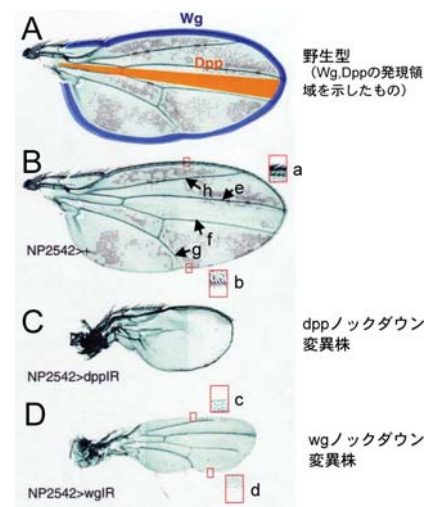 A
Wg
Dpp
野生型
(Wg,Dppの発現領
域を示したもの)
B
a
h
e
f
g
NP2542>+
b
C
dppノックダウン
変異株
NP2542>dppIR
c
D
wgノックダウン
変異株
d
NP2542>wgIR